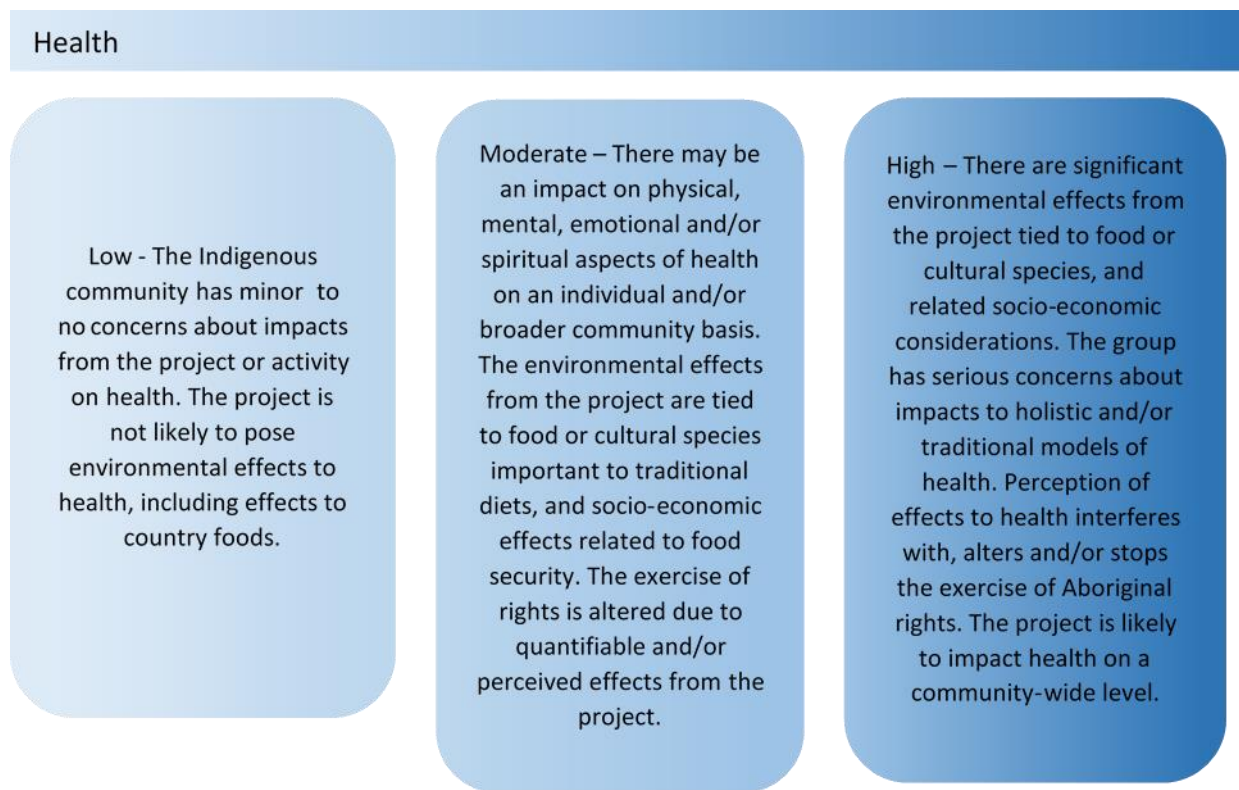 Health
Low - The Indigenous
community has minor  to
no concerns about impacts
from the project or activity
on health. The project is
not likely to pose
environmental effects to
health, including effects to
country foods.
Moderate – There may be
an impact on physical,
mental, emotional and/or
spiritual aspects of health
on an individual and/or
broader community basis.
The environmental effects
from the project are tied
to food or cultural species
important to traditional
diets, and socio-economic
effects related to food
security. The exercise of
rights is altered due to
quantifiable and/or
perceived effects from the
project.
High – There are significant
environmental effects from
the project tied to food or
cultural species, and
related socio-economic
considerations. The group
has serious concerns about
impacts to holistic and/or
traditional models of
health. Perception of
effects to health interferes
with, alters and/or stops
the exercise of Aboriginal
rights. The project is likely
to impact health on a
community-wide level.